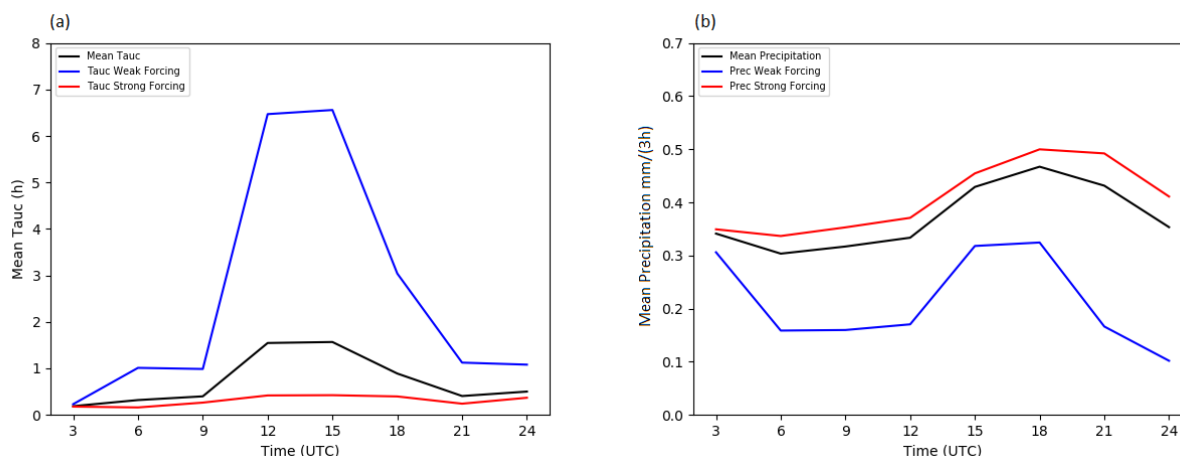 (a)
8
7
6
5
4
3
2
1
0
Mean Tauc (h)
Mean Tauc
Tauc Weak Forcing
Tauc Strong Forcing
3 6 9 12 15 18 21 24
Time (UTC)
(b)
0.7
0.6
0.5
0.4
0.3
0.2
0.1
0.0
Mean Precipitation mm/(3h)
Mean Precipitation
Prec Weak Forcing
Prec Strong Forcing
3 6 9 12 15 18 21 24
Time (UTC)